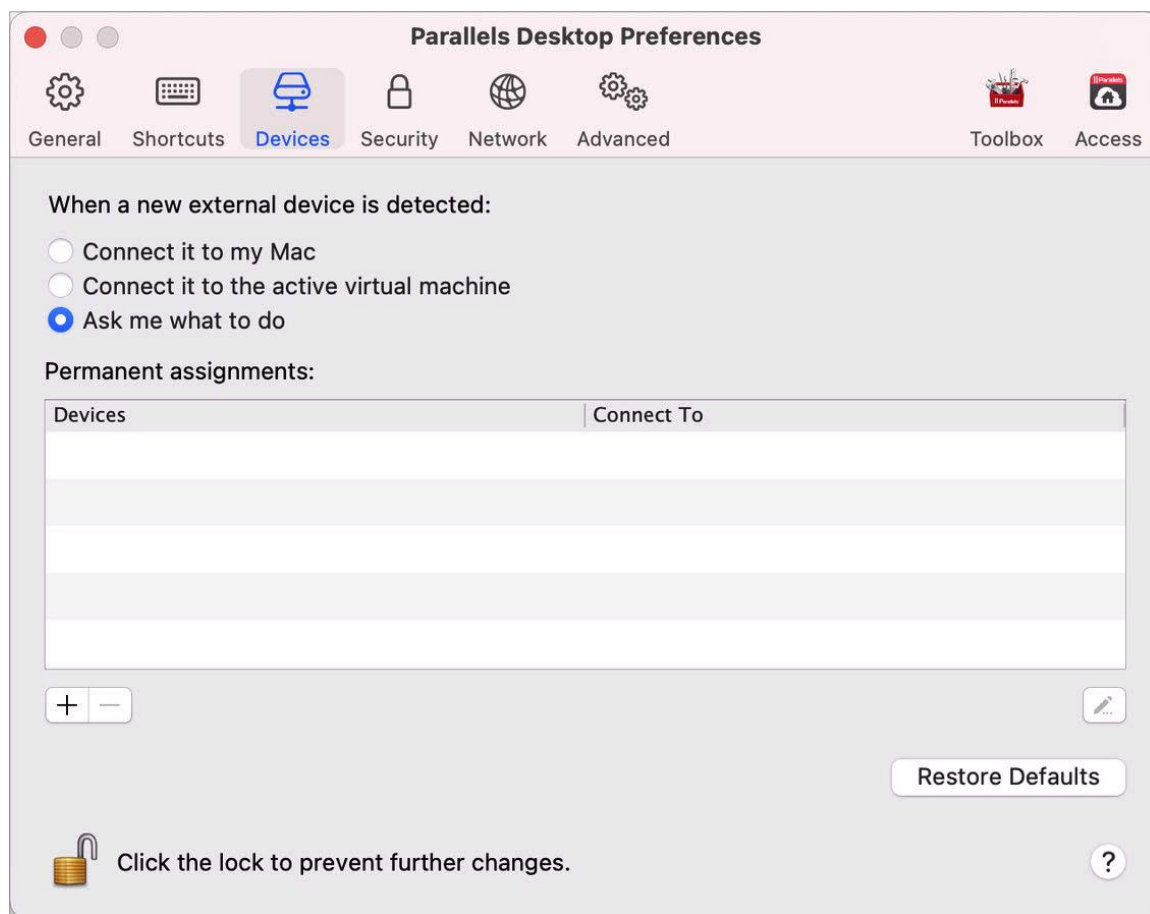 Parallels Desktop Preferences
General Shortcuts Devices Security Network Advanced Toolbox Access
When a new external device is detected:
Connect it to my Mac
Connect it to the active virtual machine
Ask me what to do
Permanent assignments:
Devices Connect To
Restore Defaults
Click the lock to prevent further changes.
?